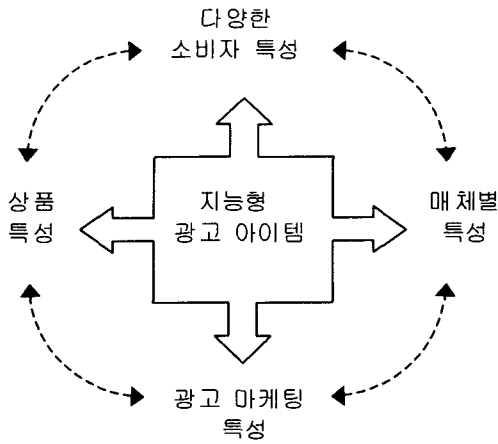 다양한
소비자 특성
상품
특성
지능형
광고 아이템
매체별
특성
광고 마케팅
특성